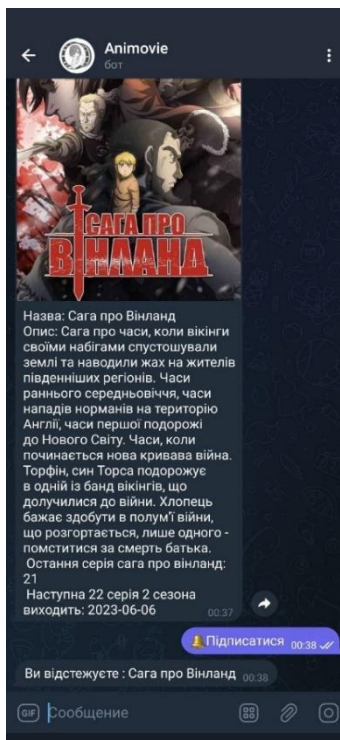 Animovie
бот
САГА ПРО
ВІНЛАНД
Назва: Сага про Вінланд
Опис: Сага про часи, коли вікінги
своїми набігами спустошували
землі та наводили жах на жителів
південніших регіонів. Часи
раннього середньовіччя, часи
нападів норманів на територію
Англії, часи першої подорожі
до Нового Світу. Часи, коли
починається нова кривава війна.
Торфін, син Торса подорожує
в одній із банд вікінгів, що
долучилися до війни. Хлопець
бажає здобути в полум'ї війни,
що розгортається, лише одного -
помститися за смерть батька.
Остання серія сага про вінланд:
21
Наступна 22 серія 2 сезона
виходить: 2023-06-06 00:37
Підписатися 00:38
Ви відстежуєте : Сага про Вінланд 00:38
GIF Сообщение